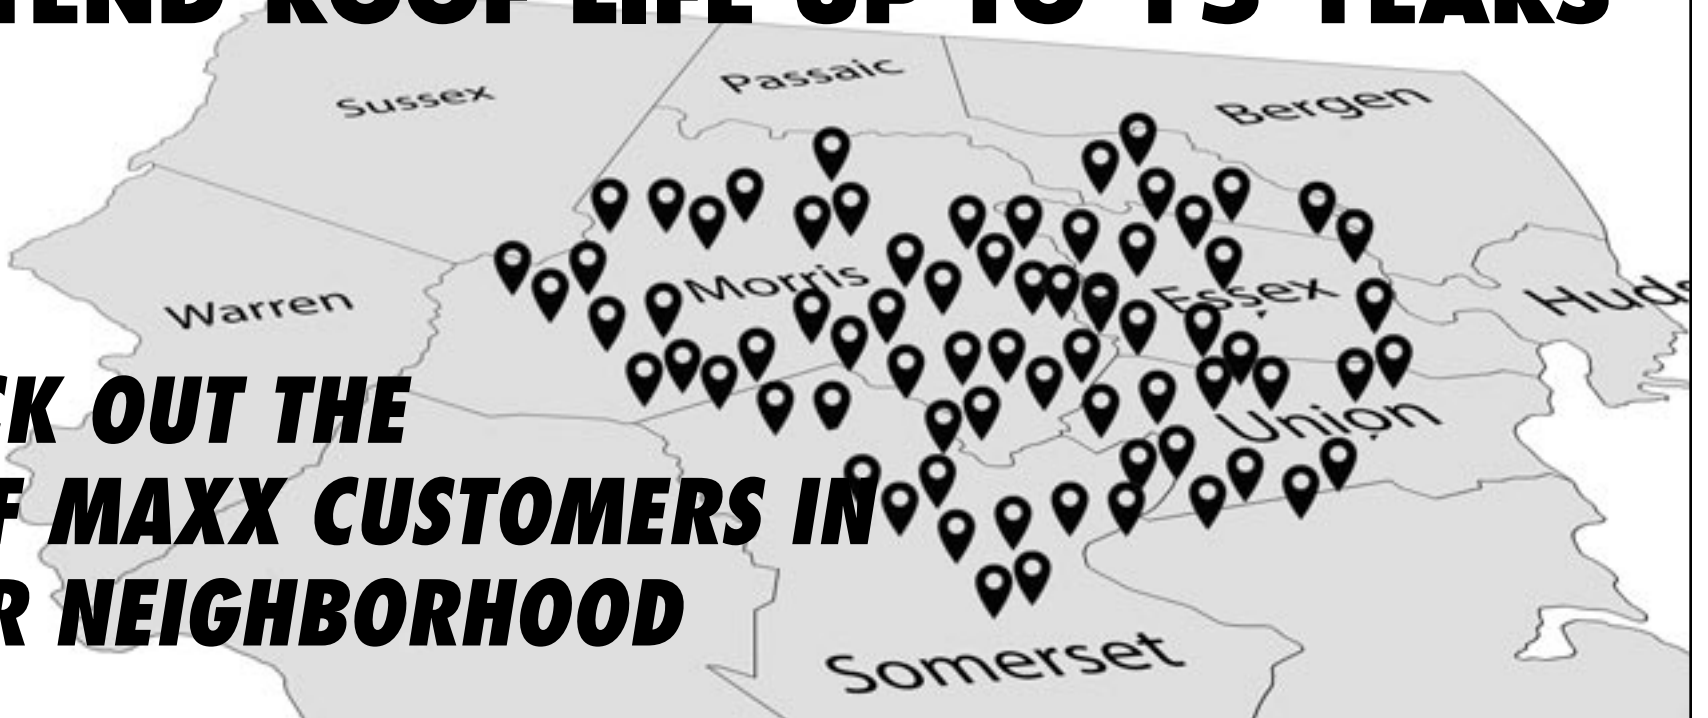 TEND ROOF LIFE UP TO 15 YEARS
Passaic
Sussex
Bergen
Morris
Essex
Huds
Warren
CK OUT THE
Union
F MAXX CUSTOMERS IN
R NEIGHBORHOOD
Somerset